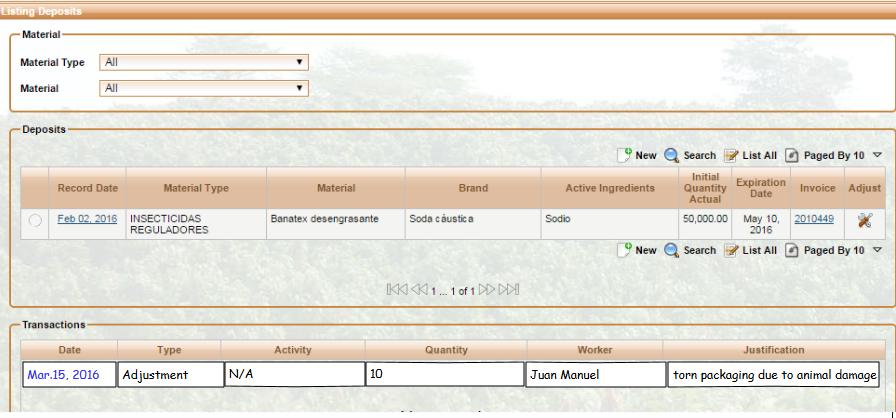 Listing Deposits
Material
Material Type All
Material All
Deposits
New Search List All Paged By 10
Record Date Material Type Material Brand Active Ingredients Initial Quantity Actual Expiration Date Invoice Adjust
Feb 02, 2016 INSECTICIDAS REGULADORES Banatex desengrasante Soda cáustica Sodio 50,000.00 May 10, 2016 2010449
New Search List All Paged By 10
1 ... 1 of 1
Transactions
Date Type Activity Quantity Worker Justification
Mar.15, 2016 Adjustment N/A 10 Juan Manuel torn packaging due to animal damage